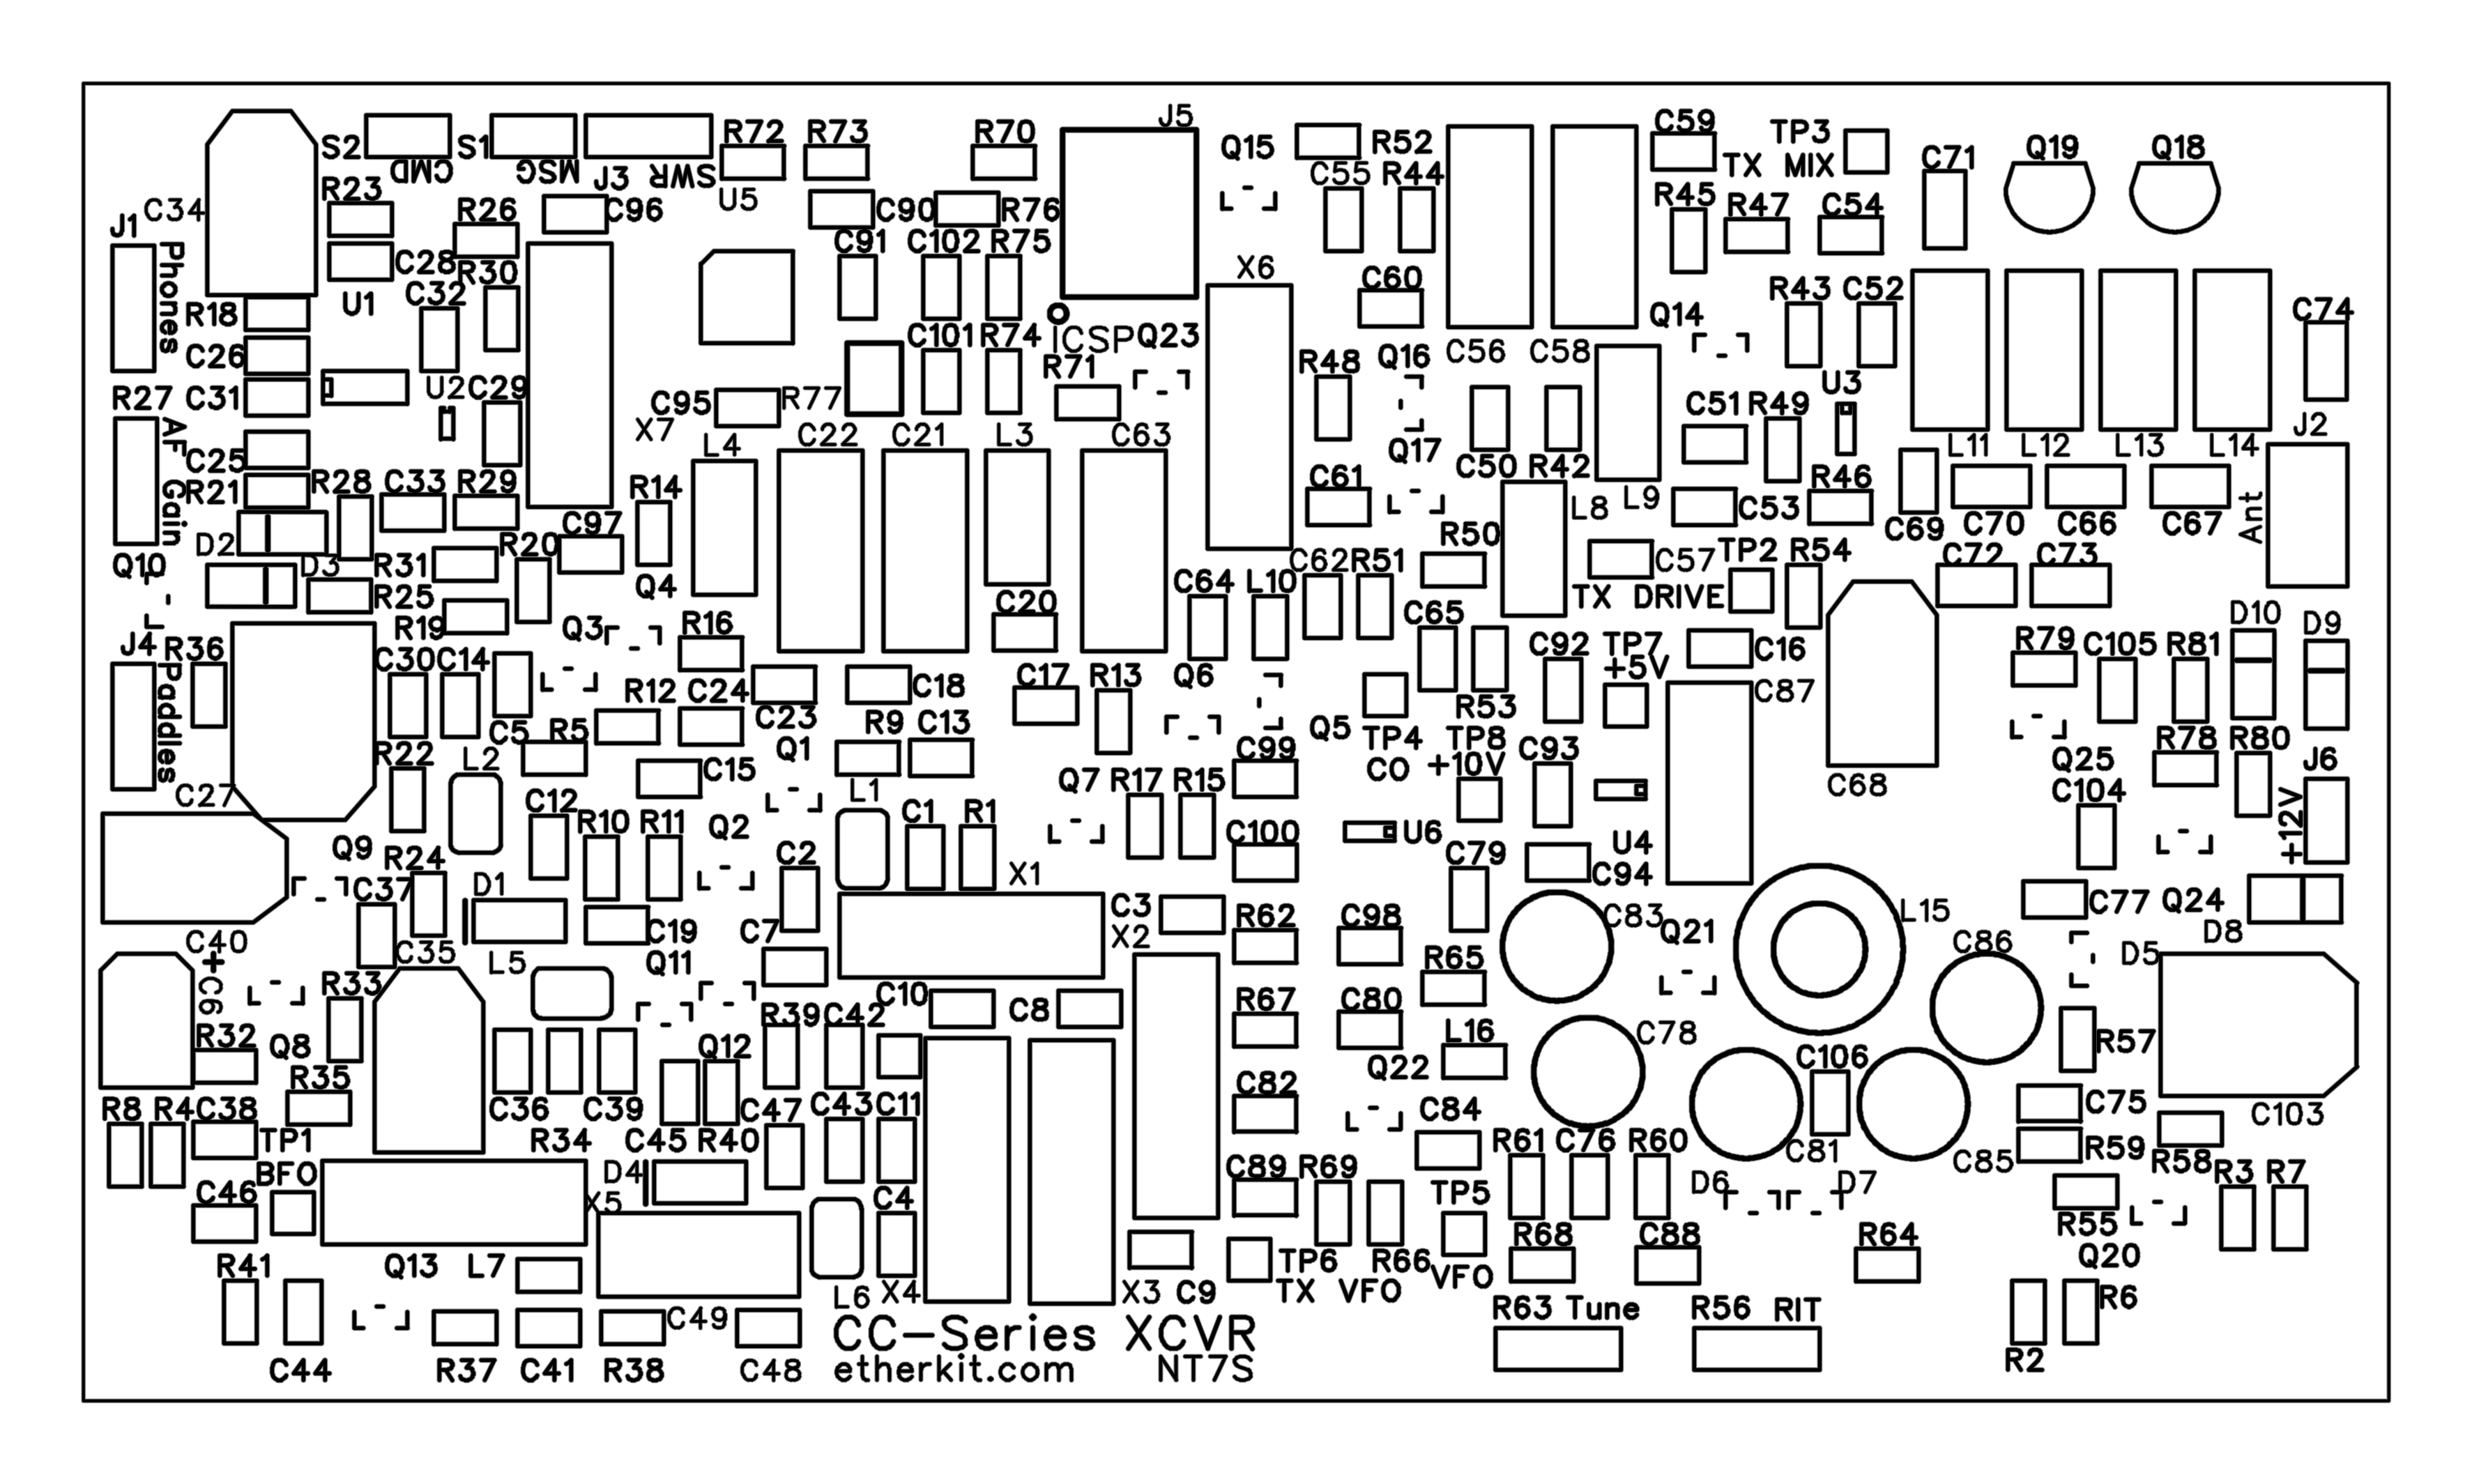 S2
CMD
S1
MSG
J3
SWR
R72
R73
R70
J5
Q15
R52
C59
TP3
TX MIX
C71
Q19
Q18
C34
R23
R26
C96
U5
C90
R76
C55
R44
R45
R47
C54
J1
Phones
C28
R30
C91
C102
R75
X6
C60
R18
U1
C32
C101
R74
ICSP
Q23
Q14
R43
C52
C74
C26
R71
R48
Q16
C56
C58
U3
R27
C31
U2
C29
C95
R77
C51
R49
J2
AF Gain
X7
L4
C22
C21
L3
C63
Q17
L11
L12
L13
L14
C25
C50
R42
R21
R28
C33
R29
R14
C61
L9
L8
R46
C53
Ant
D2
C97
R50
C69
C70
C66
C67
Q10
D3
R31
R20
C62
R51
C57
TP2
R54
C72
C73
R25
Q4
C20
C64
L10
TX DRIVE
R19
Q3
R16
C65
D10
D9
J4
R36
C30
C14
C92
TP7
+5V
C16
R79
C105
R81
Paddles
R12
C24
C18
C17
R13
Q6
R53
C87
C5
R5
C23
R9
C13
Q5
TP4
CO
TP8
+10V
R22
L2
Q1
C99
C93
R78
R80
C27
C15
L1
Q7
R17
R15
C68
Q25
C104
J6
+12V
C12
R10
R11
Q2
C1
R1
C100
U6
U4
Q9
R24
C2
C79
C94
C37
D1
X1
C77
Q24
C40
C19
C7
C3
R62
C98
C83
L15
C35
L5
Q11
X2
Q21
C86
D5
D8
+
C6
R33
C10
C8
R65
R39
C42
R67
C80
L16
C78
R32
Q8
Q12
Q22
C106
R57
R35
R8
R4
C38
C36
C39
C47
C43
C11
C82
C84
C75
C103
TP1
BFO
R34
C45
R40
R61
C76
R60
C81
C85
R59
R58
C46
D4
X5
C4
C89
R69
TP5
VFO
D6
D7
R3
R7
R41
Q13
L7
TP6
TX VFO
R66
R68
C88
R64
R55
Q20
L6
X4
X3
C9
C49
CC-Series XCVR
R63 Tune
R56 RIT
R6
C44
R37
C41
R38
C48
etherkit.com
NT7S
R2